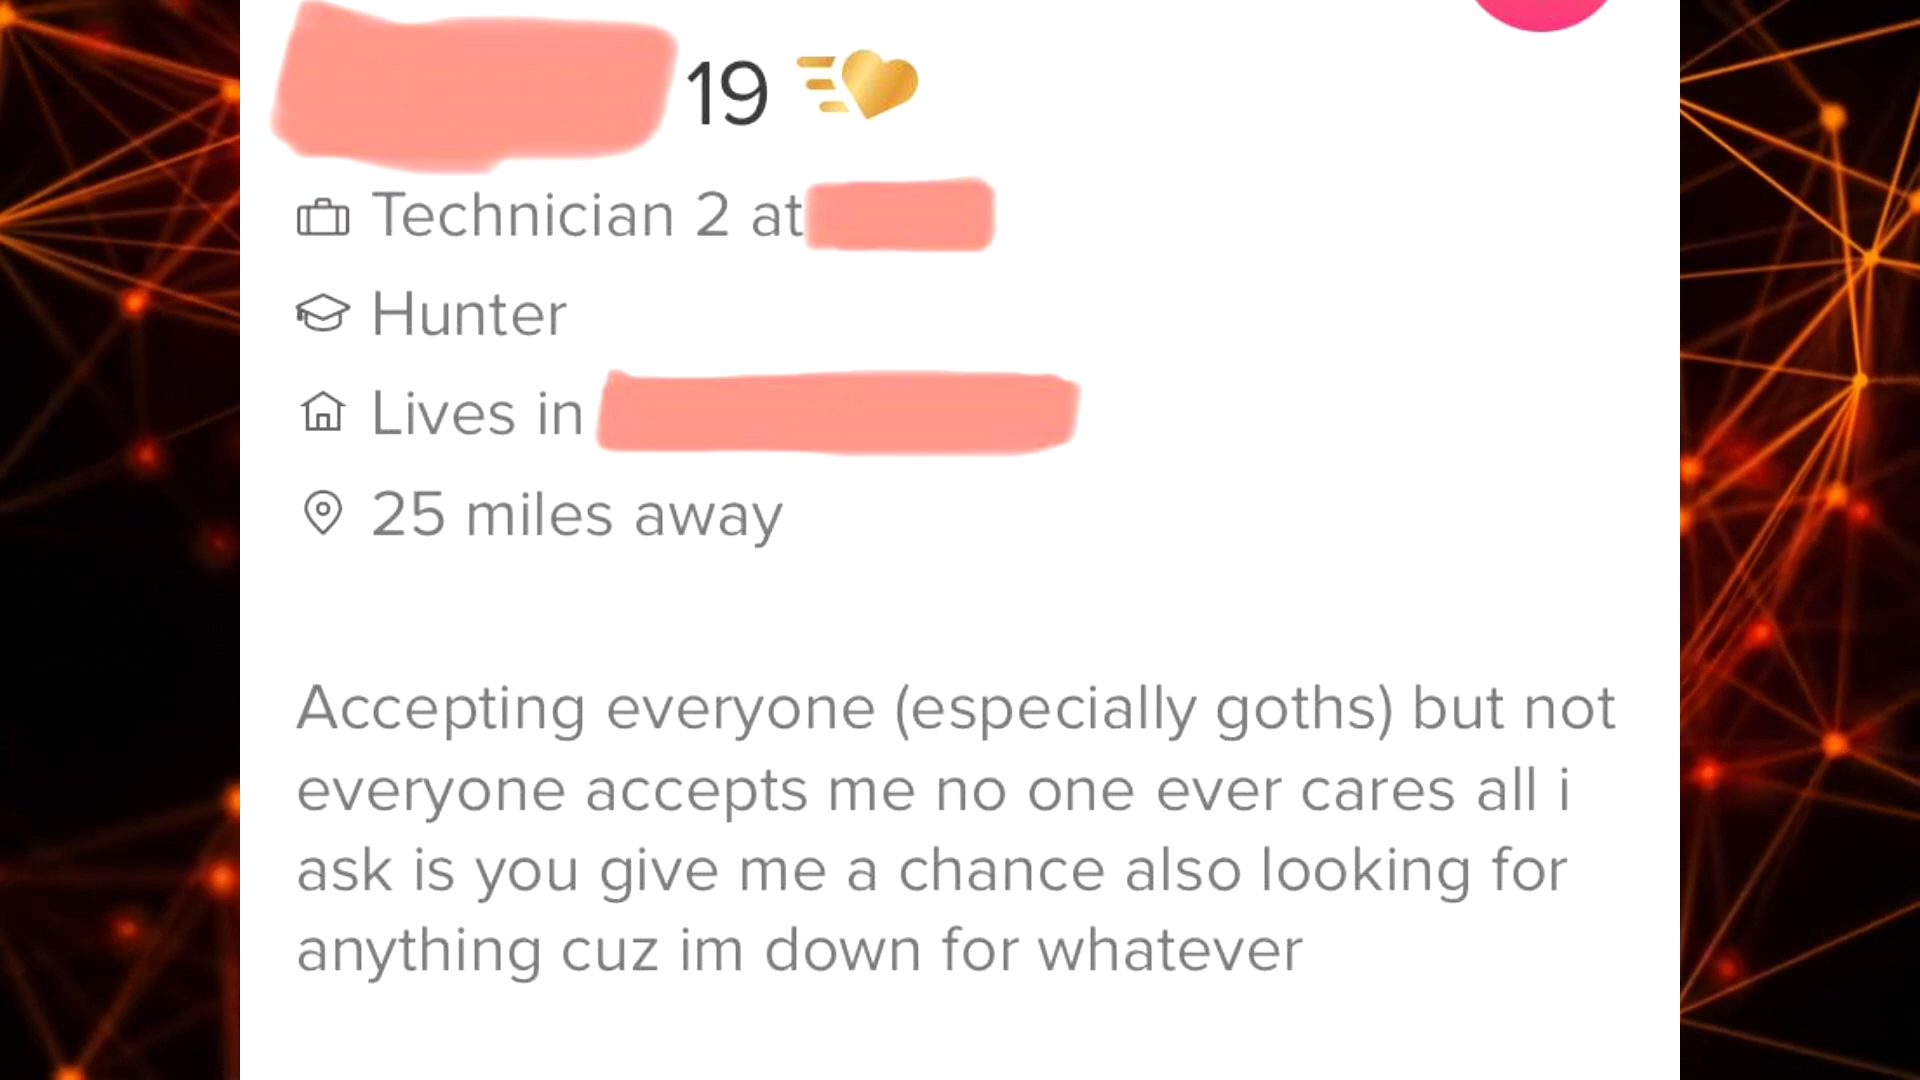 19
Technician 2 at
Hunter
Lives in
25 miles away
Accepting everyone (especially goths) but not
everyone accepts me no one ever cares all i
ask is you give me a chance also looking for
anything cuz im down for whatever